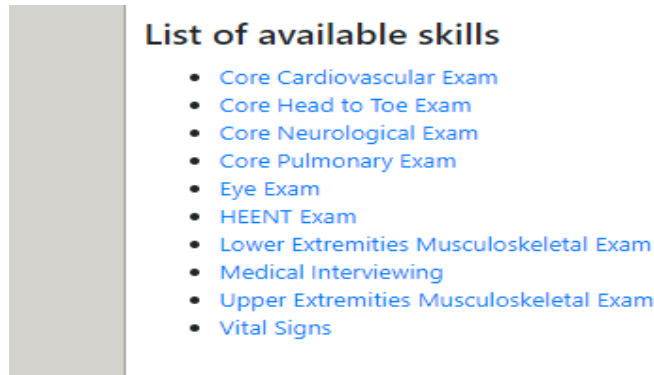 List of available skills
Core Cardiovascular Exam
Core Head to Toe Exam
Core Neurological Exam
Core Pulmonary Exam
Eye Exam
HEENT Exam
Lower Extremities Musculoskeletal Exam
Medical Interviewing
Upper Extremities Musculoskeletal Exam
Vital Signs